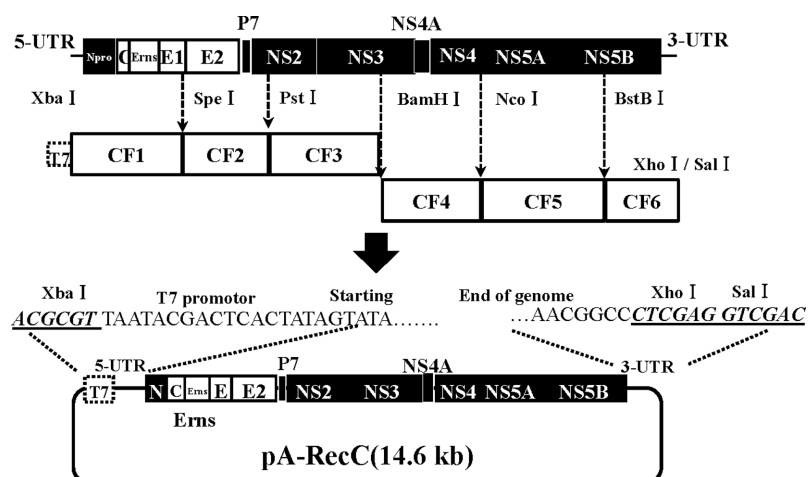 P7 NS4A
5-UTR 3-UTR
Npro C Erns E1 E2 NS2 NS3 NS4 NS5A NS5B
Xba Ⅰ Spe Ⅰ Pst Ⅰ BamH Ⅰ Nco Ⅰ BstB Ⅰ
T7 CF1 CF2 CF3 Xho Ⅰ / Sal Ⅰ
CF4 CF5 CF6
Xba Ⅰ T7 promotor Starting End of genome Xho Ⅰ Sal Ⅰ
ACGCGT TAATACGACTCACTATAGTATA....... ...AACGGCCCTCGAG GTCGAC
5-UTR P7 NS4A 3-UTR
T7 N C Erns E E2 NS2 NS3 NS4 NS5A NS5B
Erns
pA-RecC(14.6 kb)